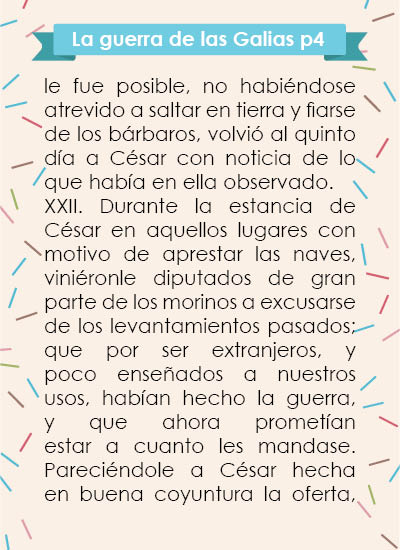 La guerra de las Galias p4
le fue posible, no habiéndose
atrevido a saltar en tierra y fiarse
de los bárbaros, volvió al quinto
día a César con noticia de lo
que había en ella observado.
XXII. Durante la estancia de
César en aquellos lugares con
motivo de aprestar las naves,
viniéronle diputados de gran
parte de los morinos a excusarse
de los levantamientos pasados;
que por ser extranjeros, y
poco enseñados a nuestros
usos, habían hecho la guerra,
y que ahora prometían
estar a cuanto les mandase.
Pareciéndole a César hecha
en buena coyuntura la oferta,